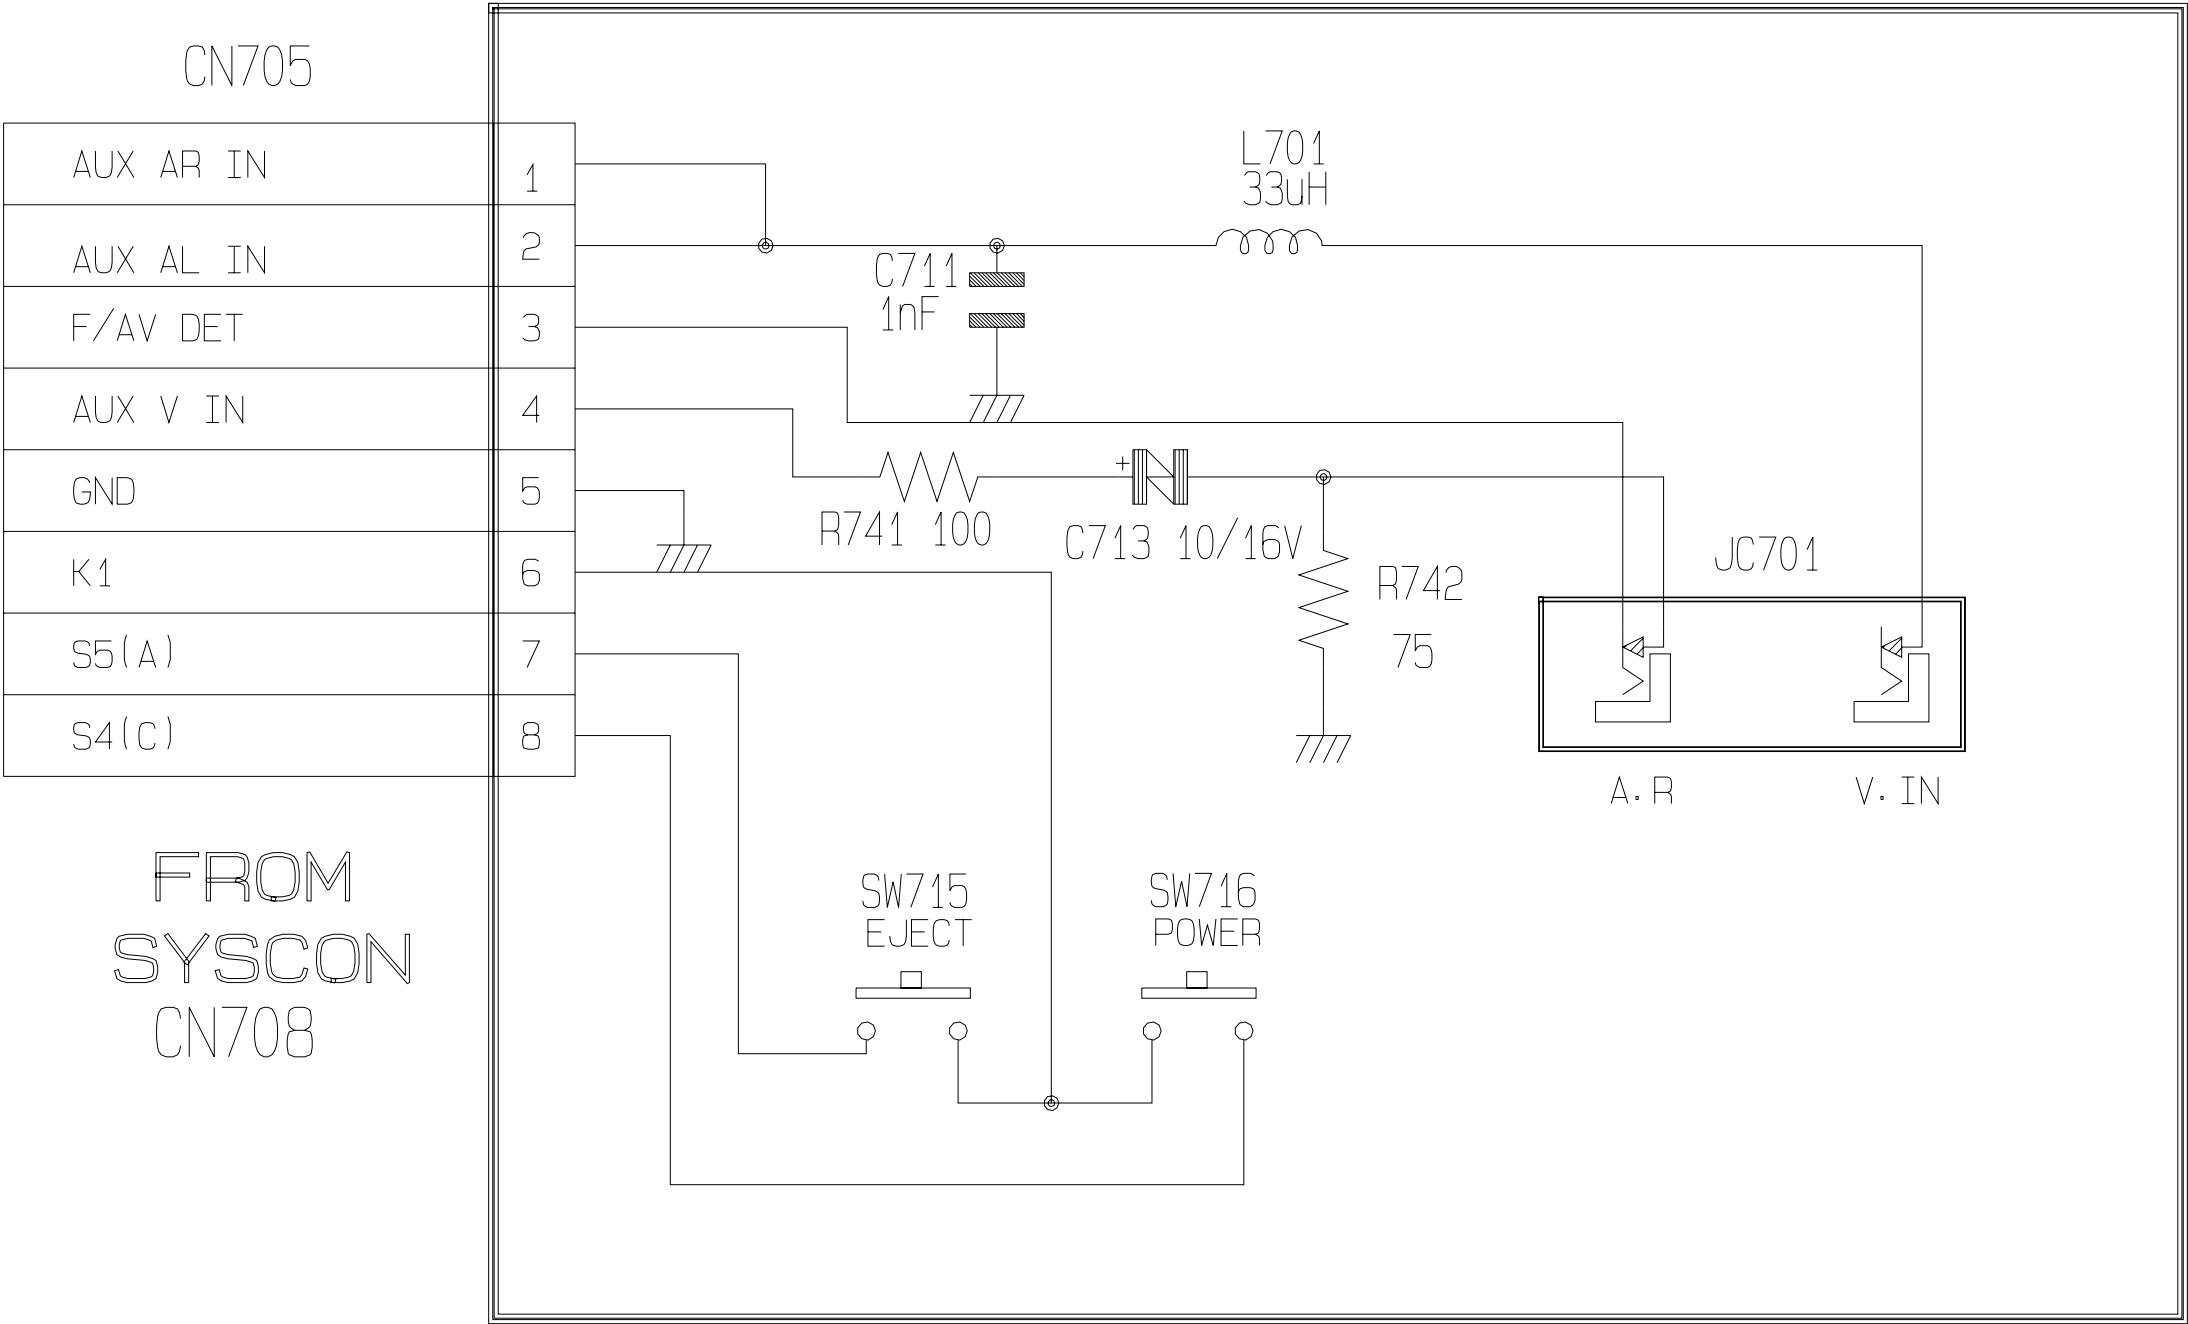 CN705
AUX AR IN 1
AUX AL IN 2
F/AV DET 3
AUX V IN 4
GND 5
K1 6
S5(A) 7
S4(C) 8
FROM
SYSCON
CN708
L701
33uH
C711
1nF
R741 100
+
C713 10/16V
R742
75
JC701
A.R
V.IN
SW715
EJECT
SW716
POWER